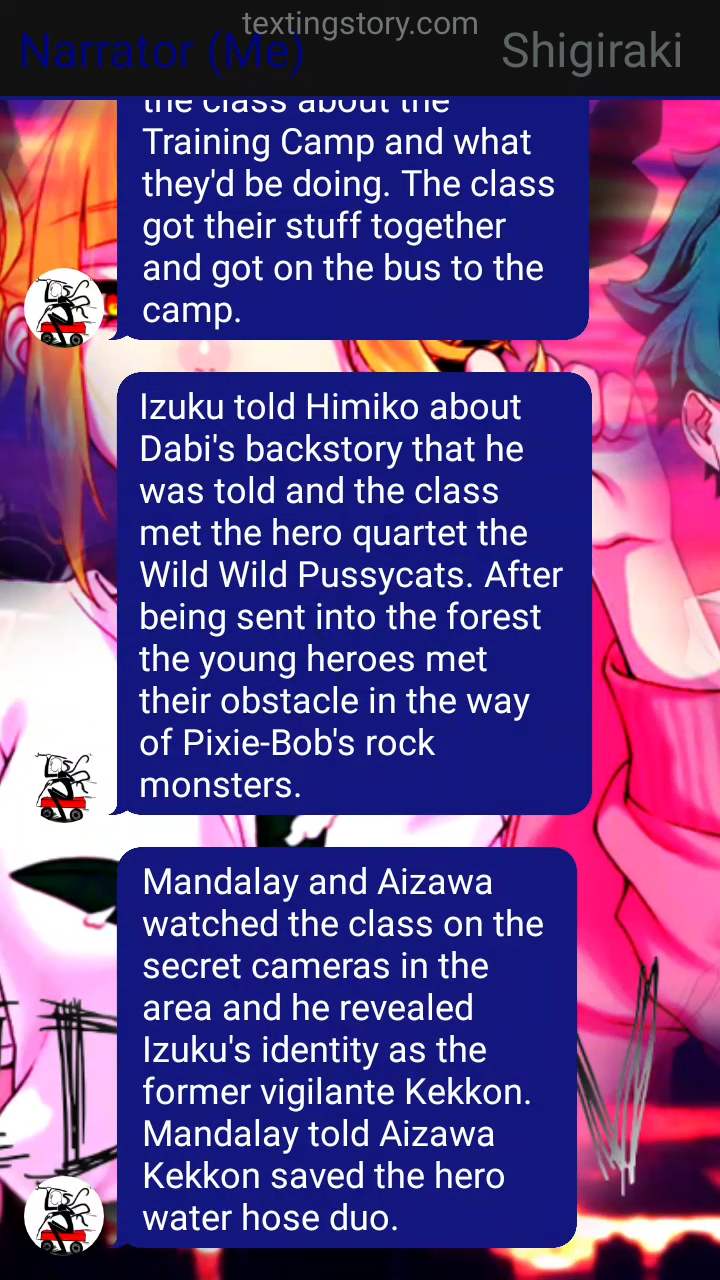 textingstory.com
Narrator (Me)
Shigiraki
the class about the
Training Camp and what
they'd be doing. The class
got their stuff together
and got on the bus to the
camp.
Izuku told Himiko about
Dabi's backstory that he
was told and the class
met the hero quartet the
Wild Wild Pussycats. After
being sent into the forest
the young heroes met
their obstacle in the way
of Pixie-Bob's rock
monsters.
Mandalay and Aizawa
watched the class on the
secret cameras in the
area and he revealed
Izuku's identity as the
former vigilante Kekkon.
Mandalay told Aizawa
Kekkon saved the hero
water hose duo.